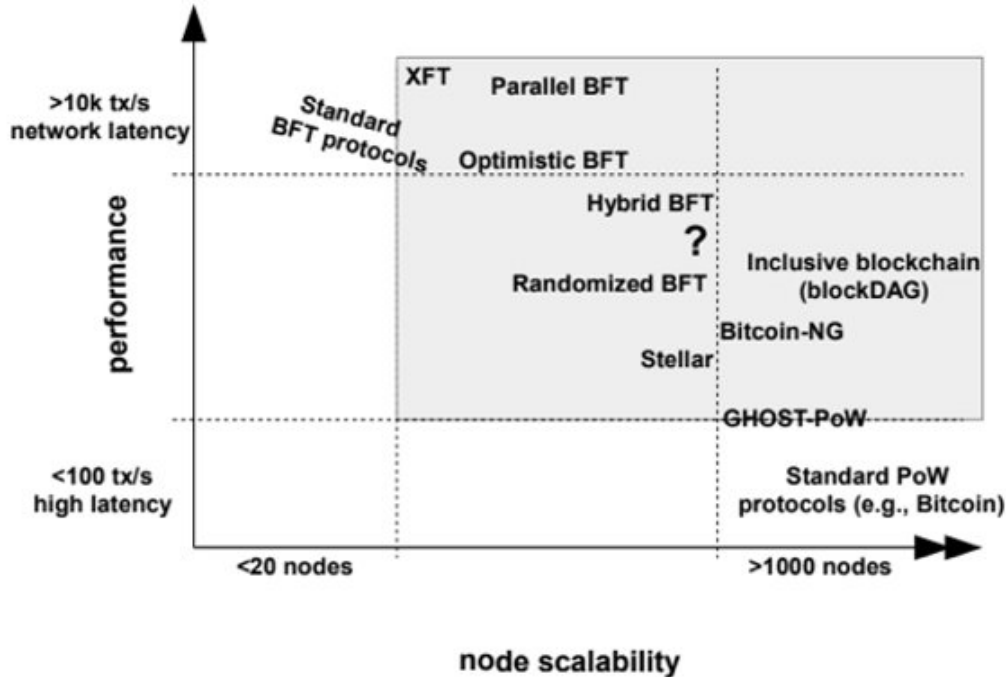 XFT
Parallel BFT
>10k tx/s
network latency
Standard
BFT protocols
Optimistic BFT
Hybrid BFT
?
performance
Inclusive blockchain
(blockDAG)
Randomized BFT
Bitcoin-NG
Stellar
GHOST-PoW
<100 tx/s
high latency
Standard PoW
protocols (e.g., Bitcoin)
<20 nodes
>1000 nodes
node scalability